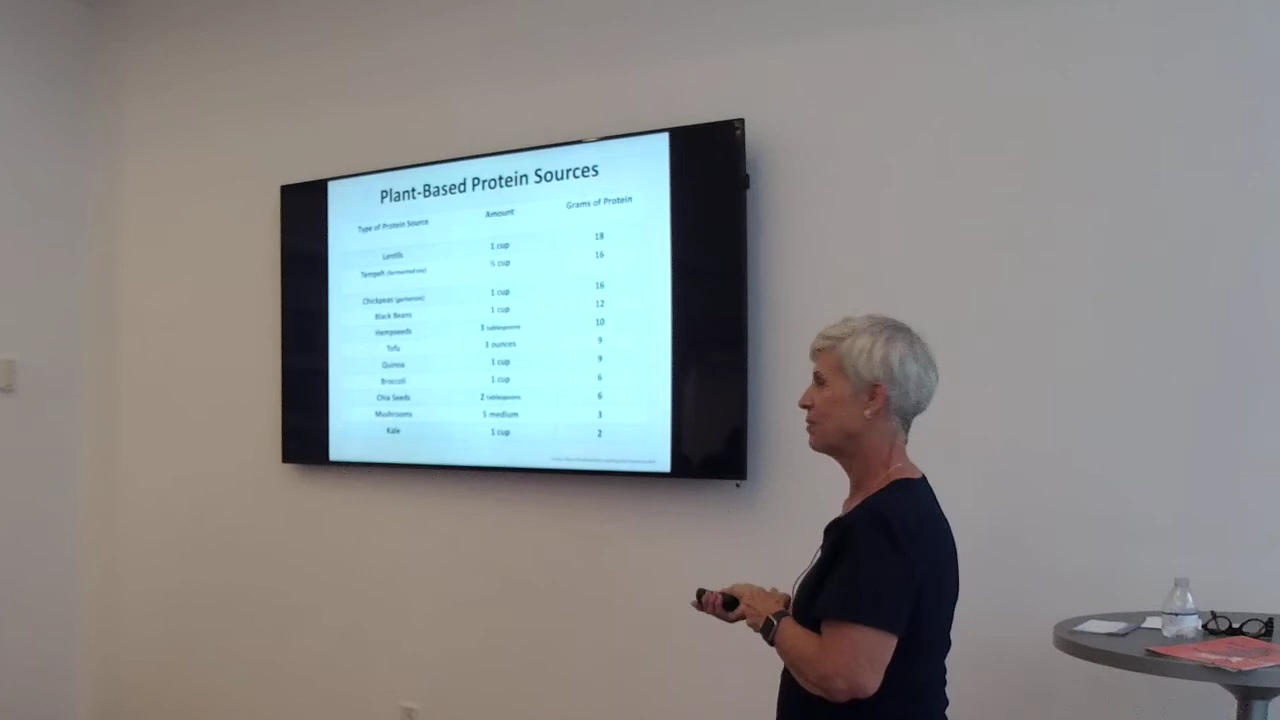 Plant-Based Protein Sources
Type of Protein Source Amount Grams of Protein
Lentils 1 cup 18
Tempeh (fermented soy) ½ cup 16
Chickpeas (garbanzo) 1 cup 16
Black Beans 1 cup 12
Hempseeds 3 tablespoons 10
Tofu 3 ounces 9
Quinoa 1 cup 9
Broccoli 1 cup 6
Chia Seeds 2 tablespoons 6
Mushrooms 5 medium 3
Kale 1 cup 2